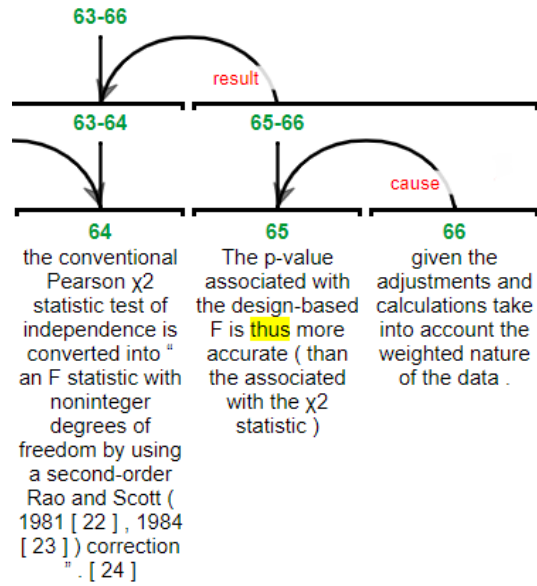 63-66
result
63-64
65-66
cause
64
65
66
the conventional
Pearson χ2
statistic test of
independence is
converted into “
an F statistic with
noninteger
degrees of
freedom by using
a second-order
Rao and Scott (
1981 [ 22 ] , 1984
[ 23 ] ) correction
” . [ 24 ]
The p-value
associated with
the design-based
F is thus more
accurate ( than
the associated
with the χ2
statistic )
given the
adjustments and
calculations take
into account the
weighted nature
of the data .